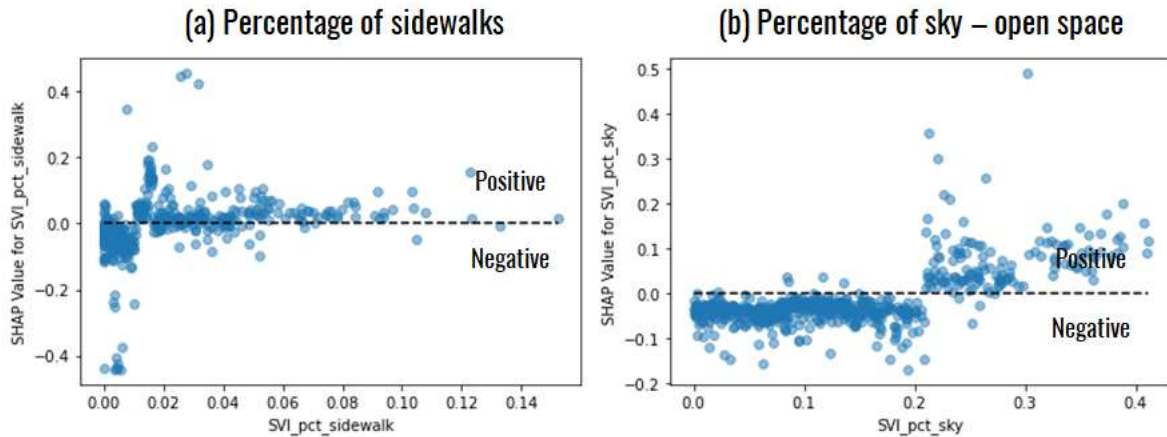 (a) Percentage of sidewalks
SHAP Value for SVI_pct_sidewalk
0.4
0.2
0.0
−0.2
−0.4
Positive
Negative
0.00 0.02 0.04 0.06 0.08 0.10 0.12 0.14
SVI_pct_sidewalk
(b) Percentage of sky – open space
SHAP Value for SVI_pct_sky
0.5
0.4
0.3
0.2
0.1
0.0
−0.1
−0.2
Positive
Negative
0.0 0.1 0.2 0.3 0.4
SVI_pct_sky